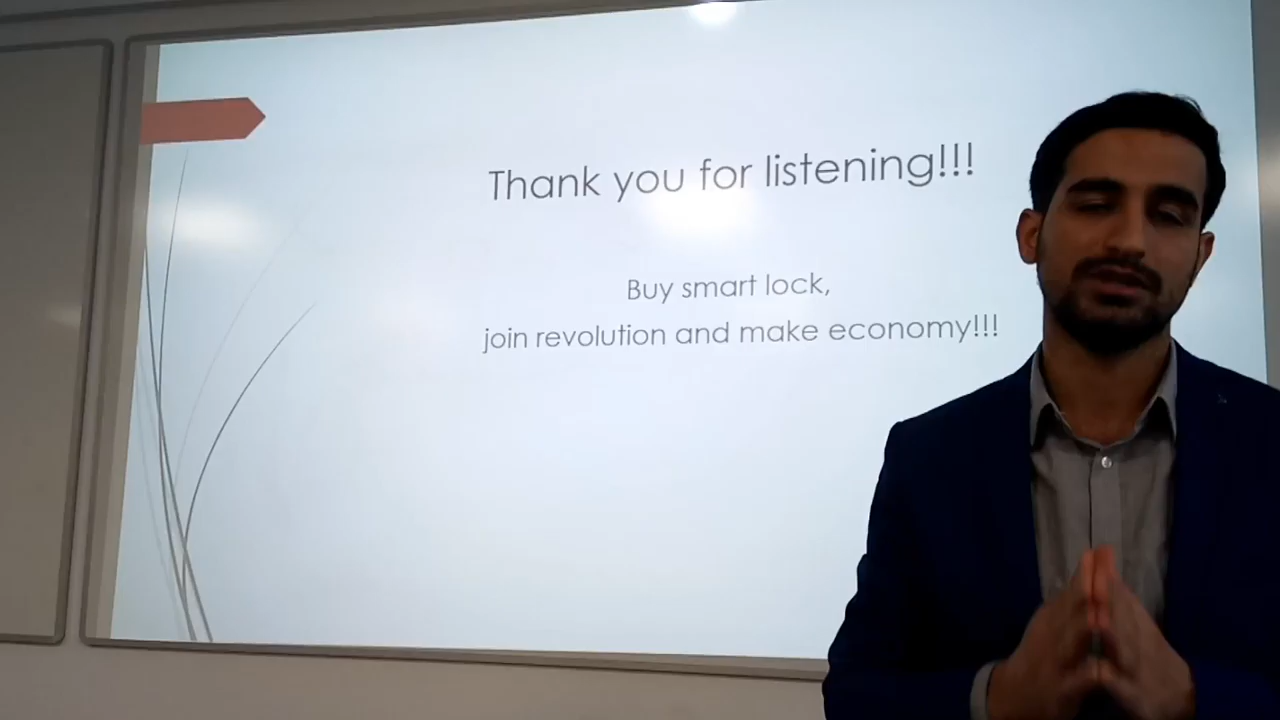 Thank you for listening!!!
Buy smart lock,
join revolution and make economy!!!